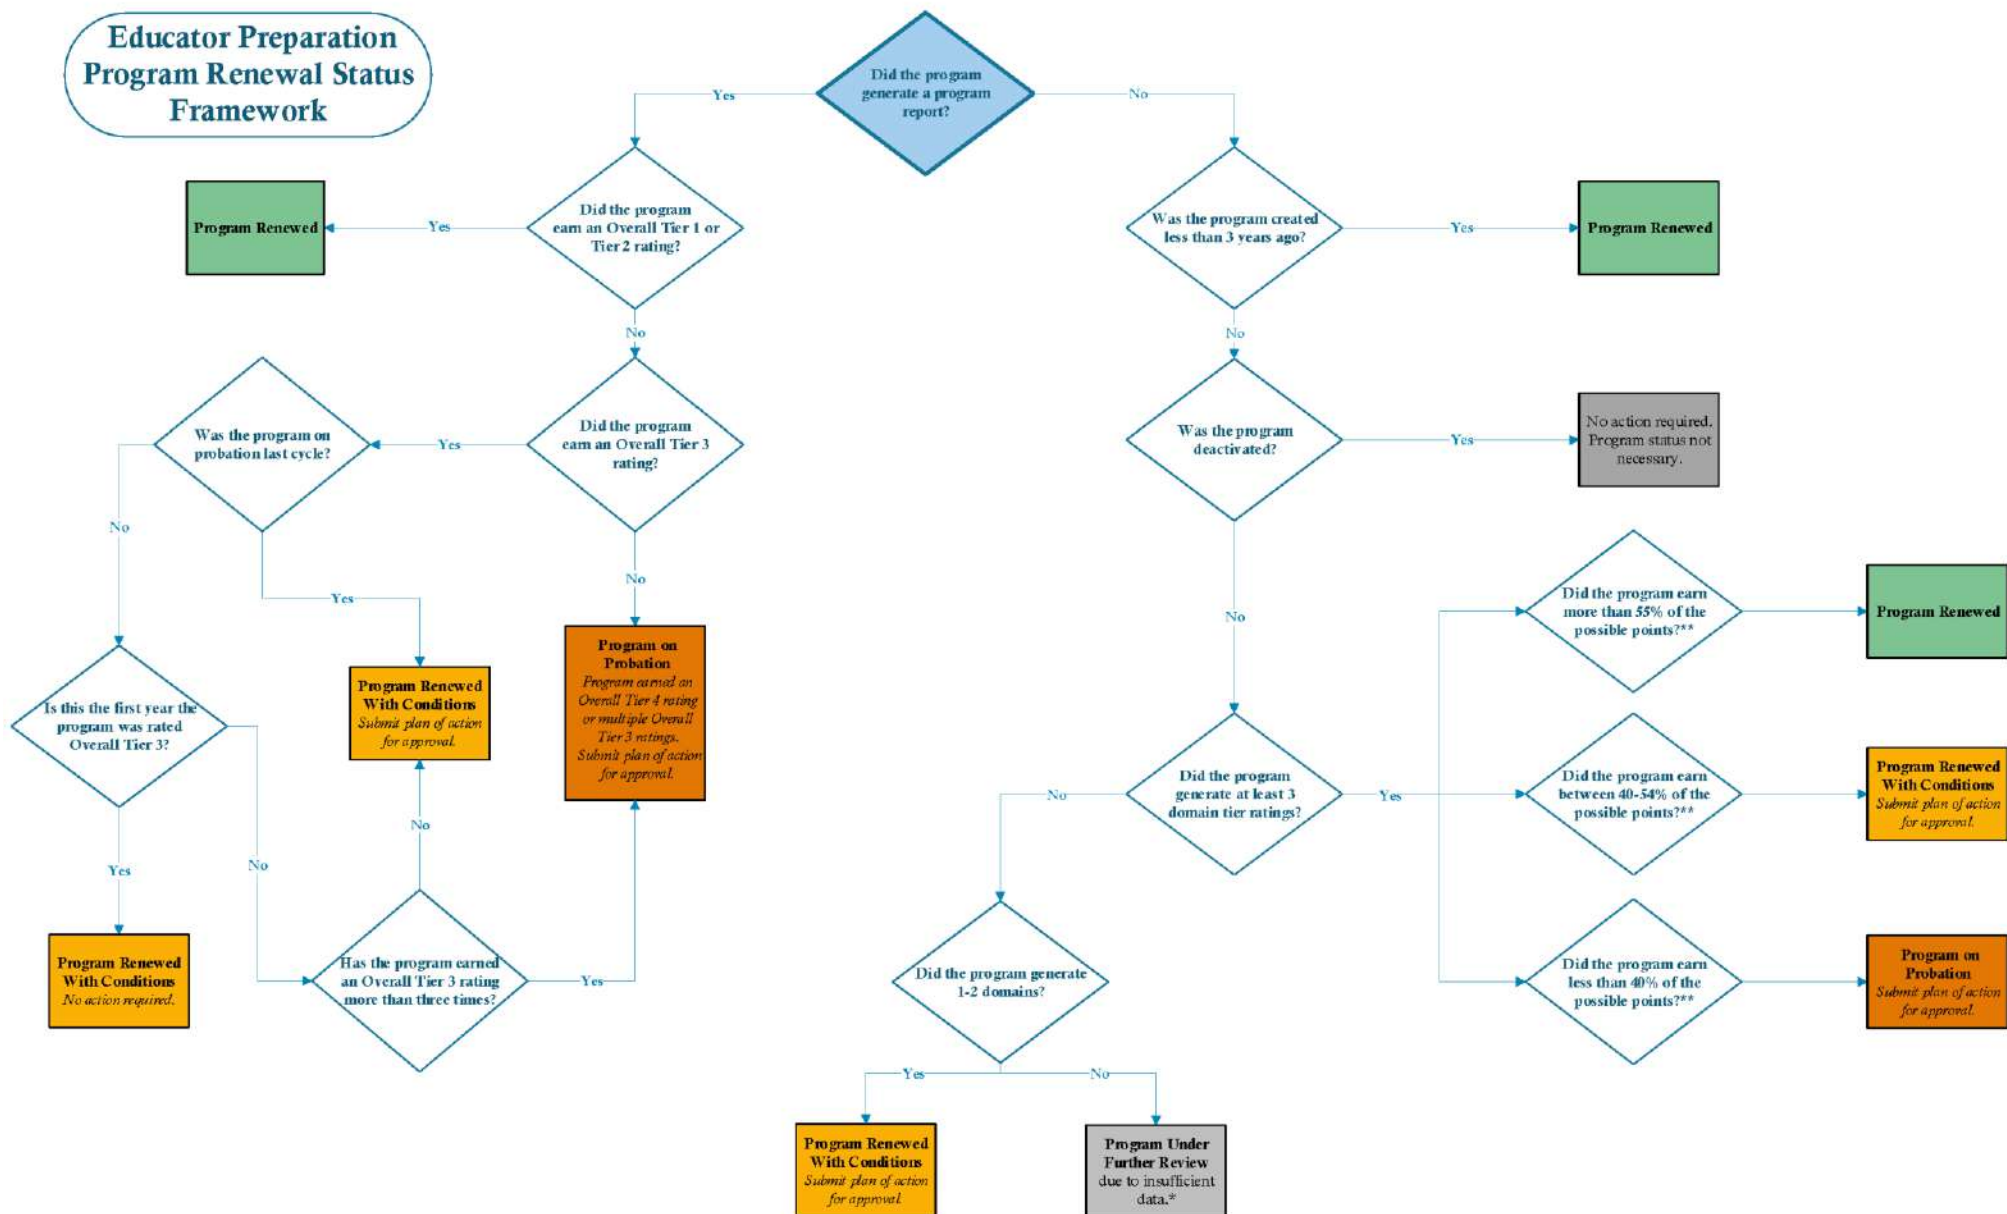 Educator Preparation
Program Renewal Status
Framework
Did the program
generate a program
report?
Yes
No
Program Renewed
Yes
Did the program
earn an Overall Tier 1 or
Tier 2 rating?
Was the program created
less than 3 years ago?
Yes
Program Renewed
No
No
Was the program on
probation last cycle?
Yes
Did the program
earn an Overall Tier 3
rating?
Was the program
deactivated?
Yes
No action required.
Program status not
necessary.
No
Yes
No
No
Did the program earn
more than 55% of the
possible points?**
Program Renewed
Is this the first year the
program was rated
Overall Tier 3?
Program Renewed
With Conditions
Submit plan of action
for approval.
Program on
Probation
Program earned an
Overall Tier 4 rating
or multiple Overall
Tier 3 ratings.
Submit plan of action
for approval.
No
Did the program
generate at least 3
domain tier ratings?
Yes
Did the program earn
between 40-54% of the
possible points?**
Program Renewed
With Conditions
Submit plan of action
for approval.
Yes
No
No
Program Renewed
With Conditions
No action required.
Has the program earned
an Overall Tier 3 rating
more than three times?
Yes
Did the program generate
1-2 domains?
Did the program earn
less than 40% of the
possible points?**
Program on
Probation
Submit plan of action
for approval.
Yes
No
Program Renewed
With Conditions
Submit plan of action
for approval.
Program Under
Further Review
due to insufficient
data.*